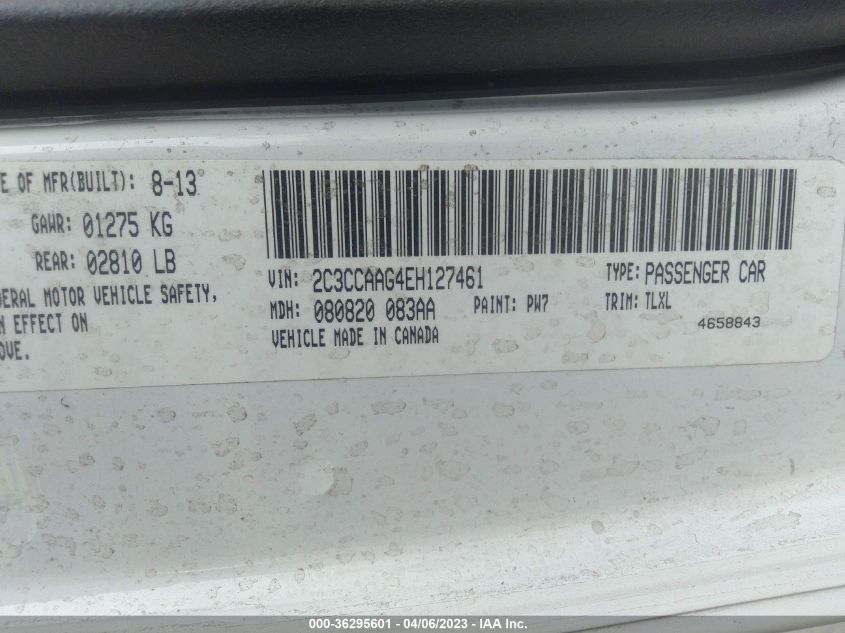 E OF MFR(BUILT): 8-13
GAWR: 01275 KG
REAR: 02810 LB
DERAL MOTOR VEHICLE SAFETY,
N EFFECT ON
OVE.
VIN: 2C3CCAAG4EH127461 TYPE: PASSENGER CAR
MDH: 080820 083AA PAINT: PW7 TRIM: TLXL
VEHICLE MADE IN CANADA 4658843
000-36295601 - 04/06/2023 - IAA Inc.